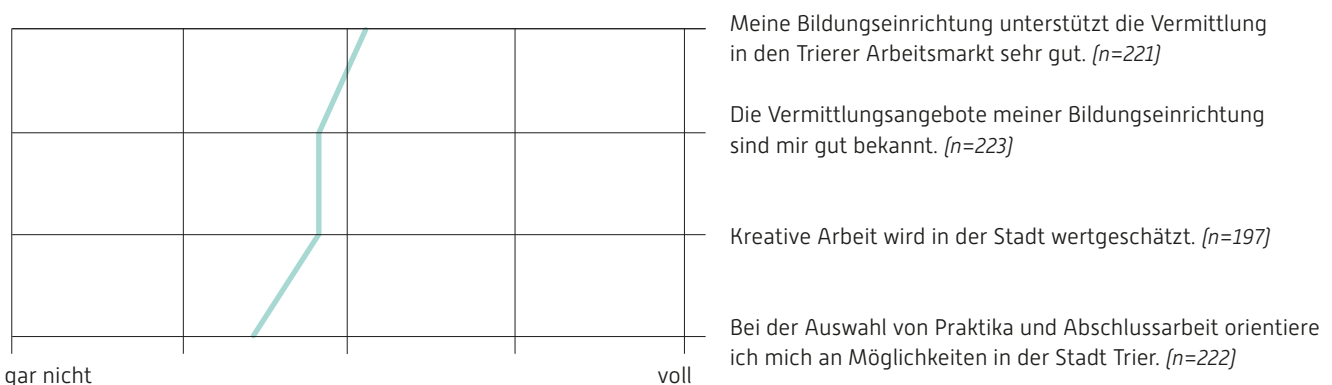 Meine Bildungseinrichtung unterstützt die Vermittlung
in den Trierer Arbeitsmarkt sehr gut. (n=221)
Die Vermittlungsangebote meiner Bildungseinrichtung
sind mir gut bekannt. (n=223)
Kreative Arbeit wird in der Stadt wertgeschätzt. (n=197)
Bei der Auswahl von Praktika und Abschlussarbeit orientiere
ich mich an Möglichkeiten in der Stadt Trier. (n=222)
gar nicht
voll